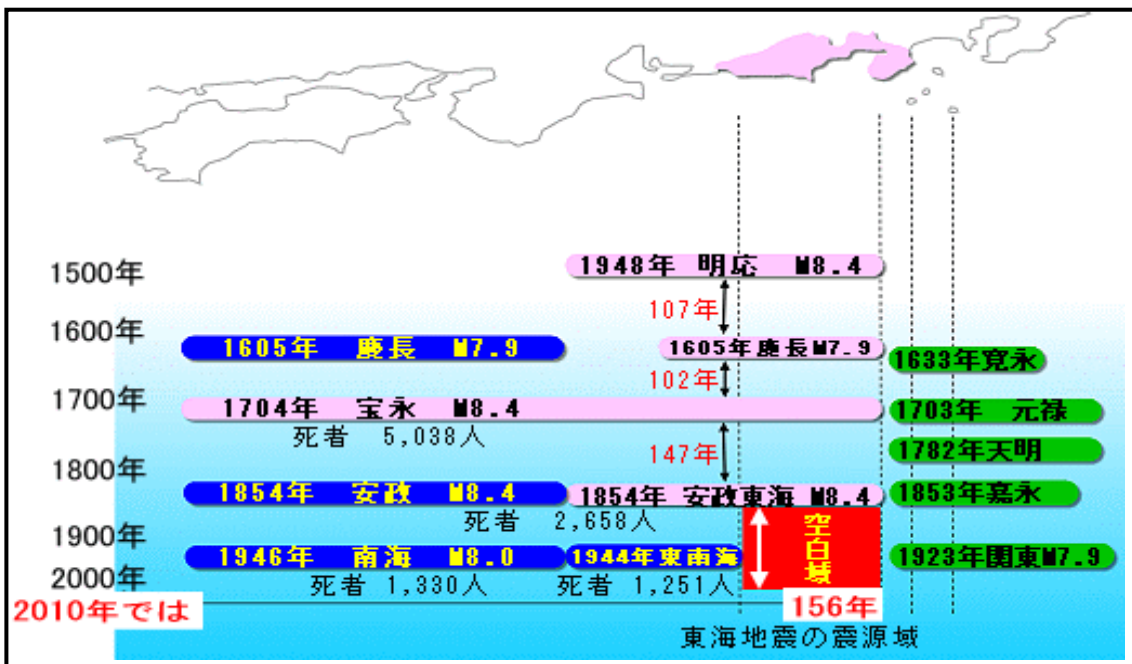 1500年
1948年 明応 M8.4
107年
1600年
1605年 慶長 M7.9
1605年慶長M7.9
1633年寛永
102年
1700年
1704年 宝永 M8.4
1703年 元禄
死者 5,038人
147年
1782年天明
1800年
1854年 安政 M8.4
1854年 安政東海 M8.4
1853年嘉永
死者 2,658人
空白域
1900年
1946年 南海 M8.0
1944年東南海
1923年関東M7.9
2000年
死者 1,330人
死者 1,251人
2010年では
156年
東海地震の震源域